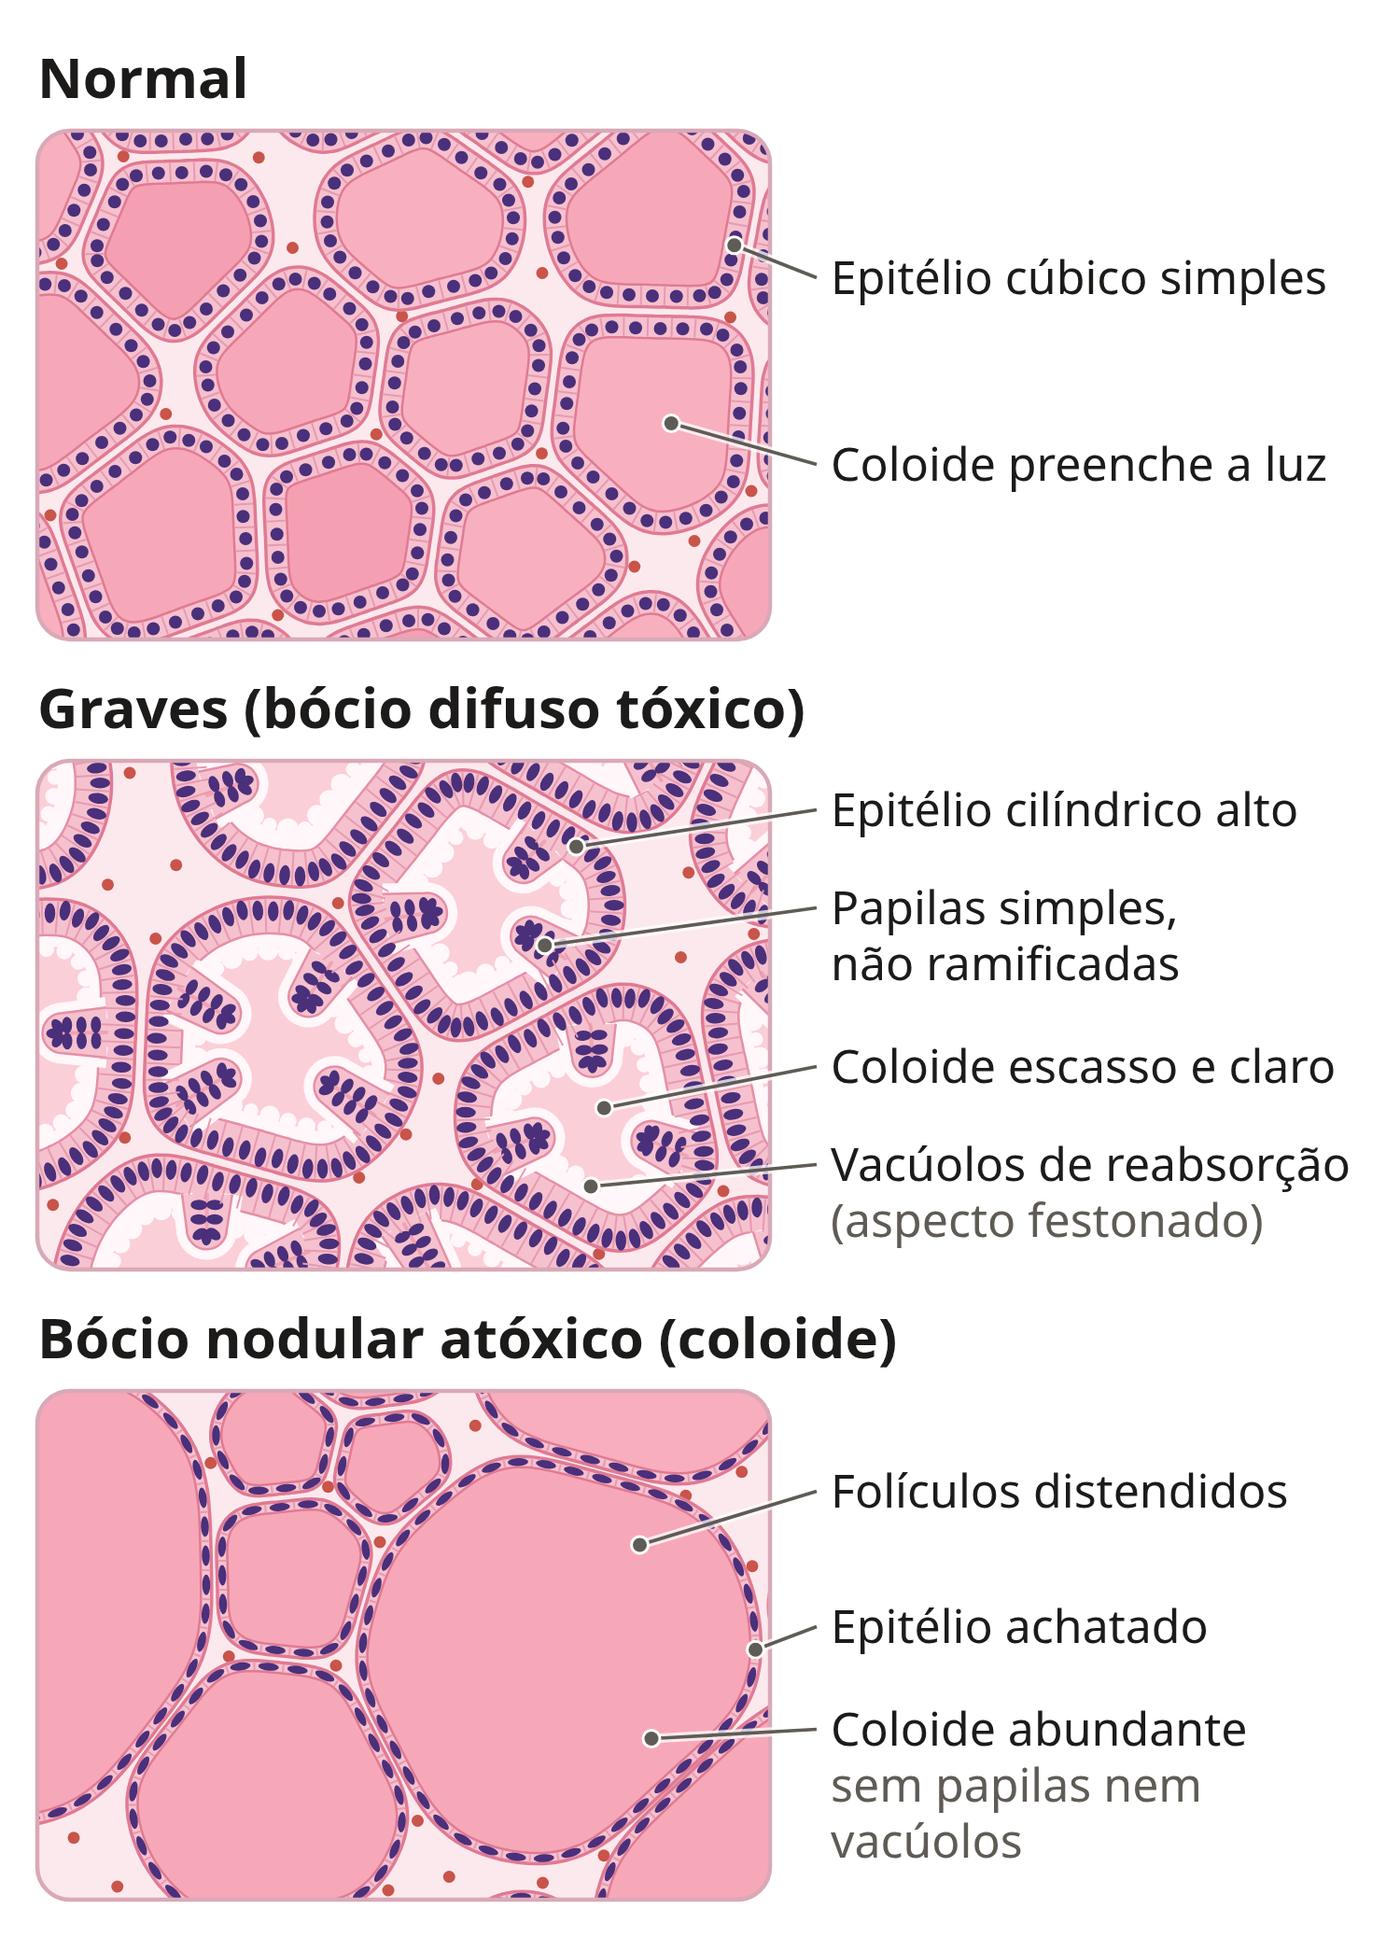 Normal
Epitélio cúbico simples
Coloide preenche a luz
Graves (bócio difuso tóxico)
Epitélio cilíndrico alto
Papilas simples,
não ramificadas
Coloide escasso e claro
Vacúolos de reabsorção
(aspecto festonado)
Bócio nodular atóxico (coloide)
Folículos distendidos
Epitélio achatado
Coloide abundante
sem papilas nem
vacúolos